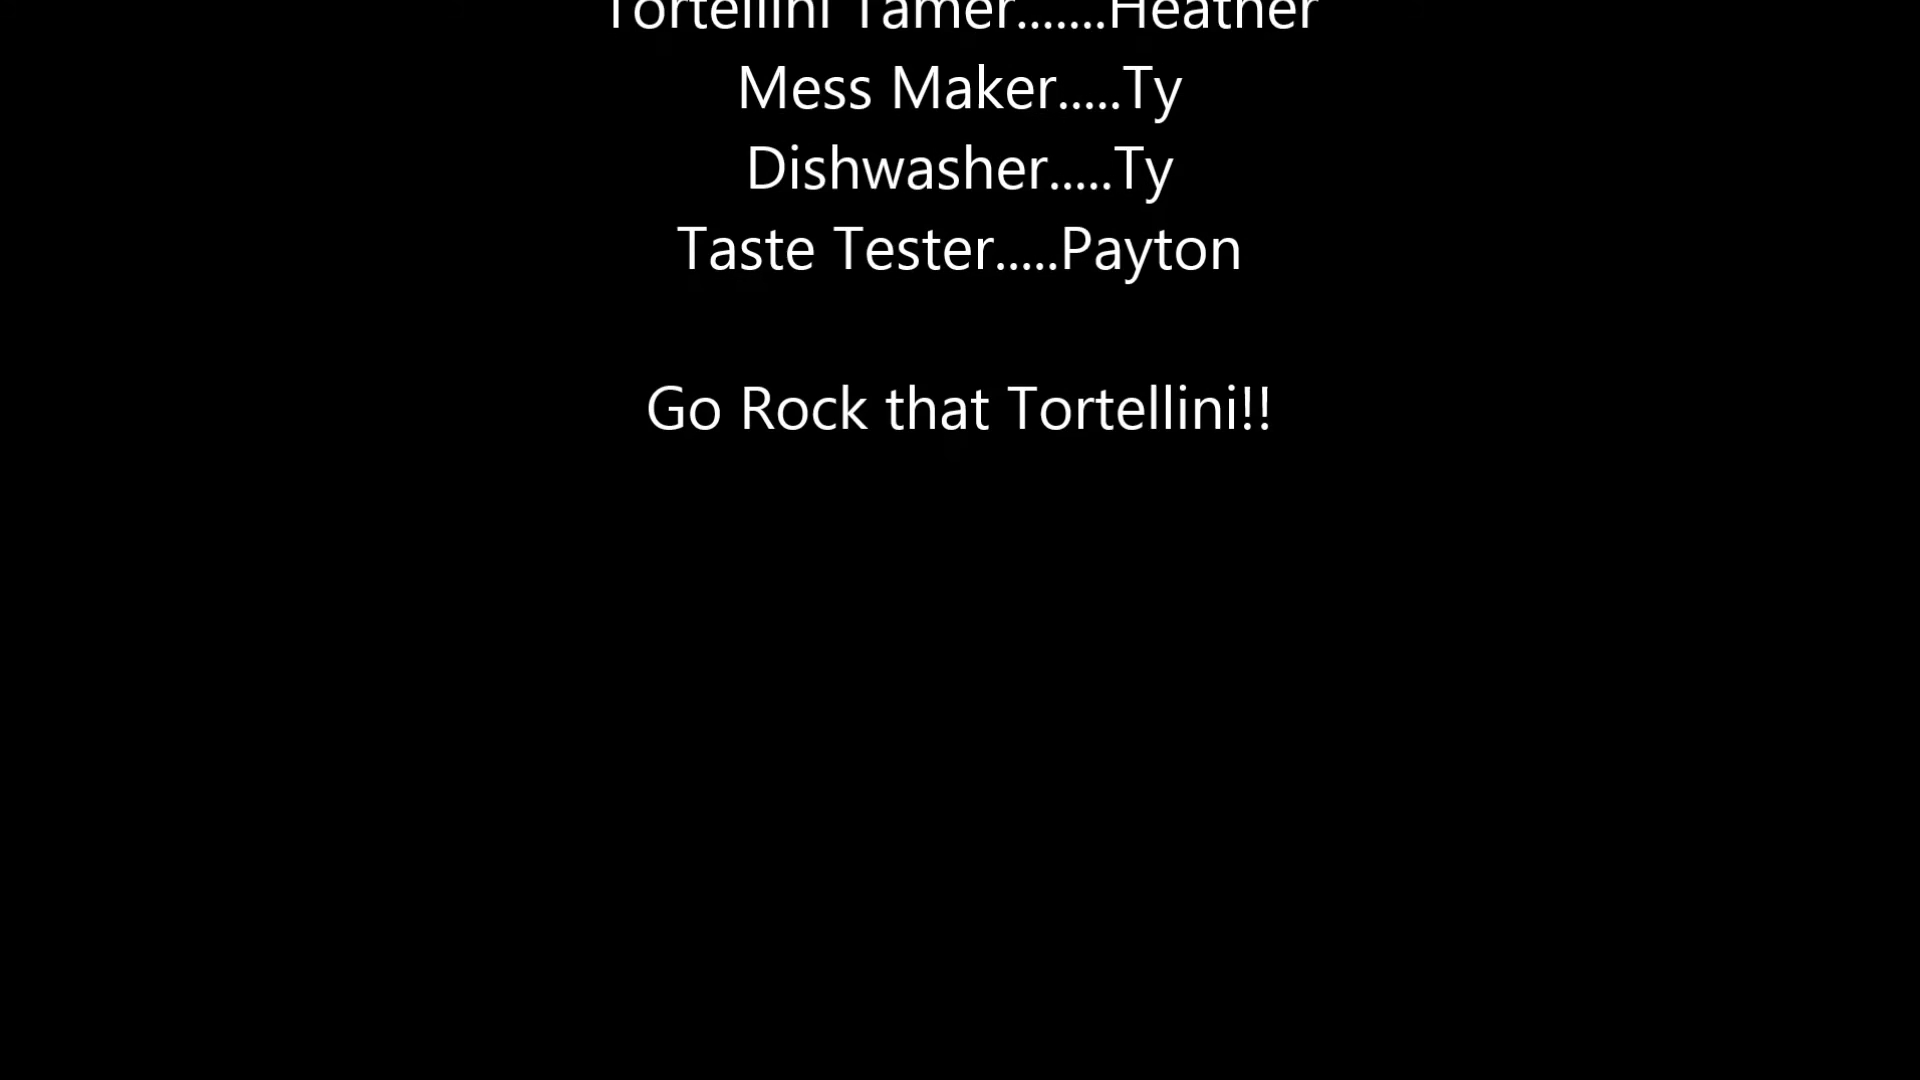 Tortellini Tamer.......Heather
Mess Maker.....Ty
Dishwasher.....Ty
Taste Tester.....Payton
Go Rock that Tortellini!!